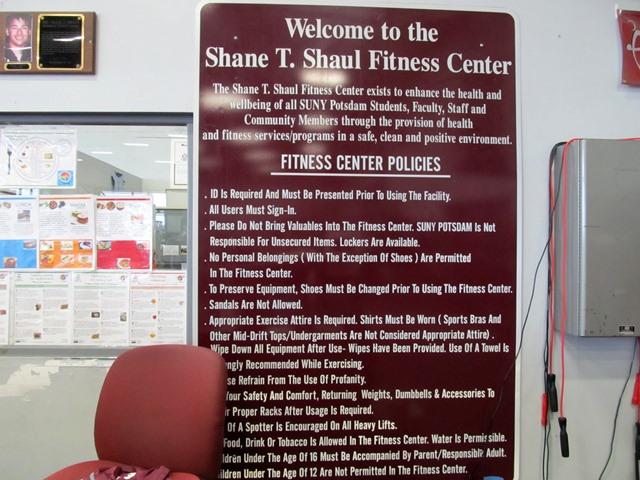 Welcome to the
Shane T. Shaul Fitness Center
The Shane T. Shaul Fitness Center exists to enhance the health and
wellbeing of all SUNY Potsdam Students, Faculty, Staff and
Community Members through the provision of health
and fitness services/programs in a safe, clean and positive environment.
FITNESS CENTER POLICIES
. ID Is Required And Must Be Presented Prior To Using The Facility.
. All Users Must Sign-In.
. Please Do Not Bring Valuables Into The Fitness Center. SUNY POTSDAM Is Not
Responsible For Unsecured Items. Lockers Are Available.
. No Personal Belongings ( With The Exception Of Shoes ) Are Permitted
In The Fitness Center.
. To Preserve Equipment, Shoes Must Be Changed Prior To Using The Fitness Center.
. Sandals Are Not Allowed.
. Appropriate Exercise Attire Is Required. Shirts Must Be Worn ( Sports Bras And
Other Mid-Drift Tops/Undergarments Are Not Considered Appropriate Attire) .
Wipe Down All Equipment After Use- Wipes Have Been Provided. Use Of A Towel Is
ngly Recommended While Exercising.
se Refrain From The Use Of Profanity.
Your Safety And Comfort, Returning Weights, Dumbbells & Accessories To
r Proper Racks After Usage Is Required.
Of A Spotter Is Encouraged On All Heavy Lifts.
Food, Drink Or Tobacco Is Allowed In The Fitness Center. Water Is Permissible.
ldren Under The Age Of 16 Must Be Accompanied By Parent/Responsible Adult.
ildren Under The Age Of 12 Are Not Permitted In The Fitness Center.